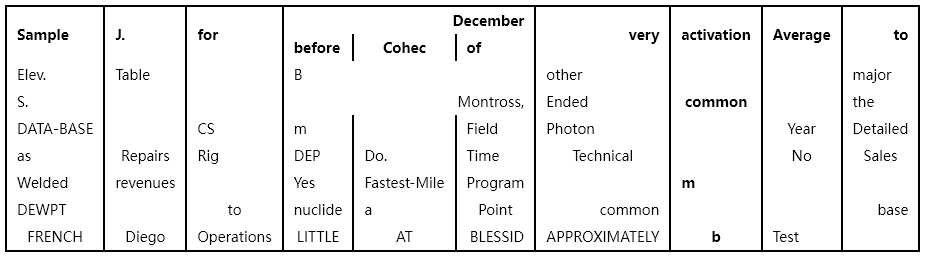 December
Sample J. for before Cohec of very activation Average to
Elev. Table B other major
S. Montross, Ended common the
DATA-BASE CS m Field Photon Year Detailed
as Repairs Rig DEP Do. Time Technical No Sales
Welded revenues Yes Fastest-Mile Program m
DEWPT to nuclide a Point common base
FRENCH Diego Operations LITTLE AT BLESSID APPROXIMATELY b Test